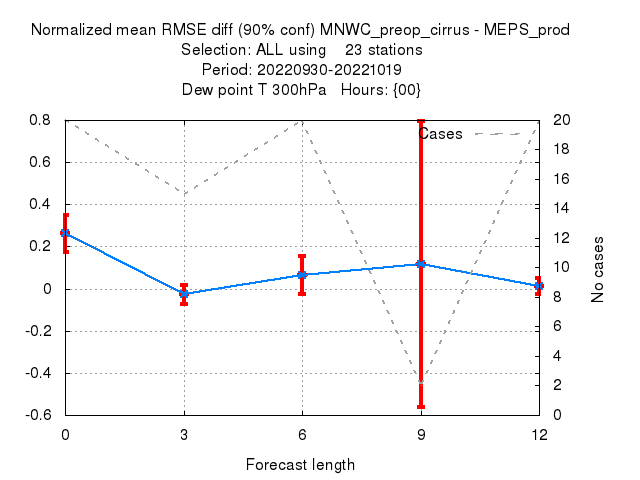 Normalized mean RMSE diff (90% conf) MNWC_preop_cirrus - MEPS_prod
Selection: ALL using 23 stations
Period: 20220930-20221019
Dew point T 300hPa Hours: {00}
Cases
0.8
0.6
0.4
0.2
0
-0.2
-0.4
-0.6
20
18
16
14
12
10
8
6
4
2
0
No cases
0 3 6 9 12
Forecast length